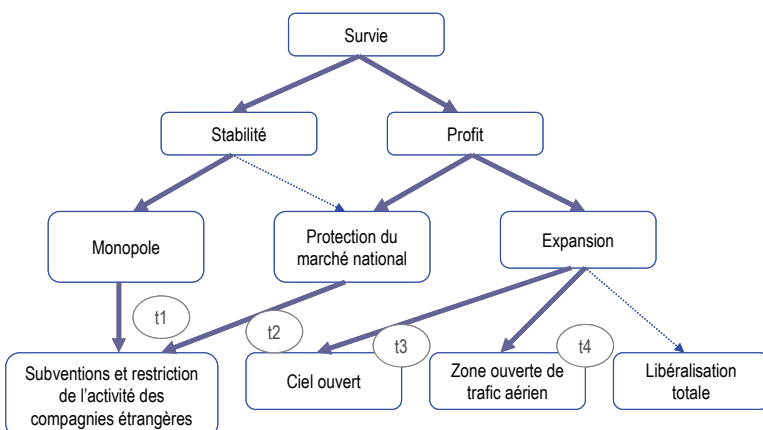 Survie
Stabilité
Profit
Monopole
Protection du
marché national
Expansion
t1
t2
t3
t4
Subventions et restriction
de l'activité des
compagnies étrangères
Ciel ouvert
Zone ouverte de
trafic aérien
Libéralisation
totale